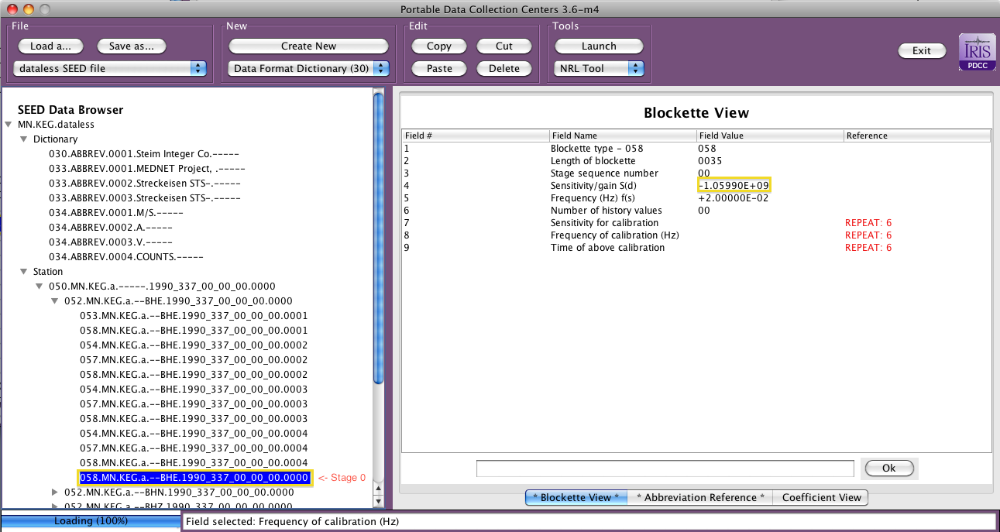 Portable Data Collection Centers 3.6-m4
File
New
Edit
Tools
Load a...
Save as...
Create New
Copy
Cut
Launch
Exit
dataless SEED file
Data Format Dictionary (30)
Paste
Delete
NRL Tool
IRIS
PDCC
SEED Data Browser
MN.KEG.dataless
Dictionary
030.ABBREV.0001.Steim Integer Co.-----
033.ABBREV.0001.MEDNET Project, .-----
033.ABBREV.0002.Streckeisen STS-.-----
033.ABBREV.0003.Streckeisen STS-.-----
034.ABBREV.0001.M/S.-----
034.ABBREV.0002.A.-----
034.ABBREV.0003.V.-----
034.ABBREV.0004.COUNTS.-----
Station
050.MN.KEG.a.-----.1990_337_00_00_00.0000
052.MN.KEG.a.--BHE.1990_337_00_00_00.0000
053.MN.KEG.a.--BHE.1990_337_00_00_00.0001
058.MN.KEG.a.--BHE.1990_337_00_00_00.0001
054.MN.KEG.a.--BHE.1990_337_00_00_00.0002
057.MN.KEG.a.--BHE.1990_337_00_00_00.0002
058.MN.KEG.a.--BHE.1990_337_00_00_00.0002
054.MN.KEG.a.--BHE.1990_337_00_00_00.0003
057.MN.KEG.a.--BHE.1990_337_00_00_00.0003
058.MN.KEG.a.--BHE.1990_337_00_00_00.0003
054.MN.KEG.a.--BHE.1990_337_00_00_00.0004
057.MN.KEG.a.--BHE.1990_337_00_00_00.0004
058.MN.KEG.a.--BHE.1990_337_00_00_00.0004
058.MN.KEG.a.--BHE.1990_337_00_00_00.0000 <- Stage 0
052.MN.KEG.a.--BHN.1990_337_00_00_00.0000
052.MN.KEG.a.--BHZ.1990_337_00_00_00.0000
Blockette View
Field # Field Name Field Value Reference
1 Blockette type - 058 058
2 Length of blockette 0035
3 Stage sequence number 00
4 Sensitivity/gain S(d) -1.05990E+09
5 Frequency (Hz) f(s) +2.00000E-02
6 Number of history values 00
7 Sensitivity for calibration REPEAT: 6
8 Frequency of calibration (Hz) REPEAT: 6
9 Time of above calibration REPEAT: 6
Ok
* Blockette View * * Abbreviation Reference * Coefficient View
Loading (100%)
Field selected: Frequency of calibration (Hz)